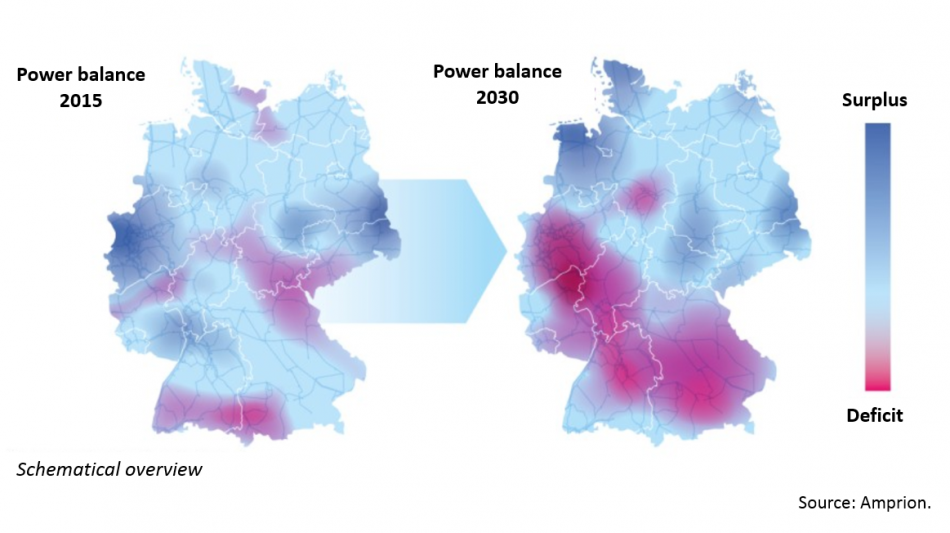 Power balance
2015
Power balance
2030
Surplus
Deficit
Schematical overview
Source: Amprion.